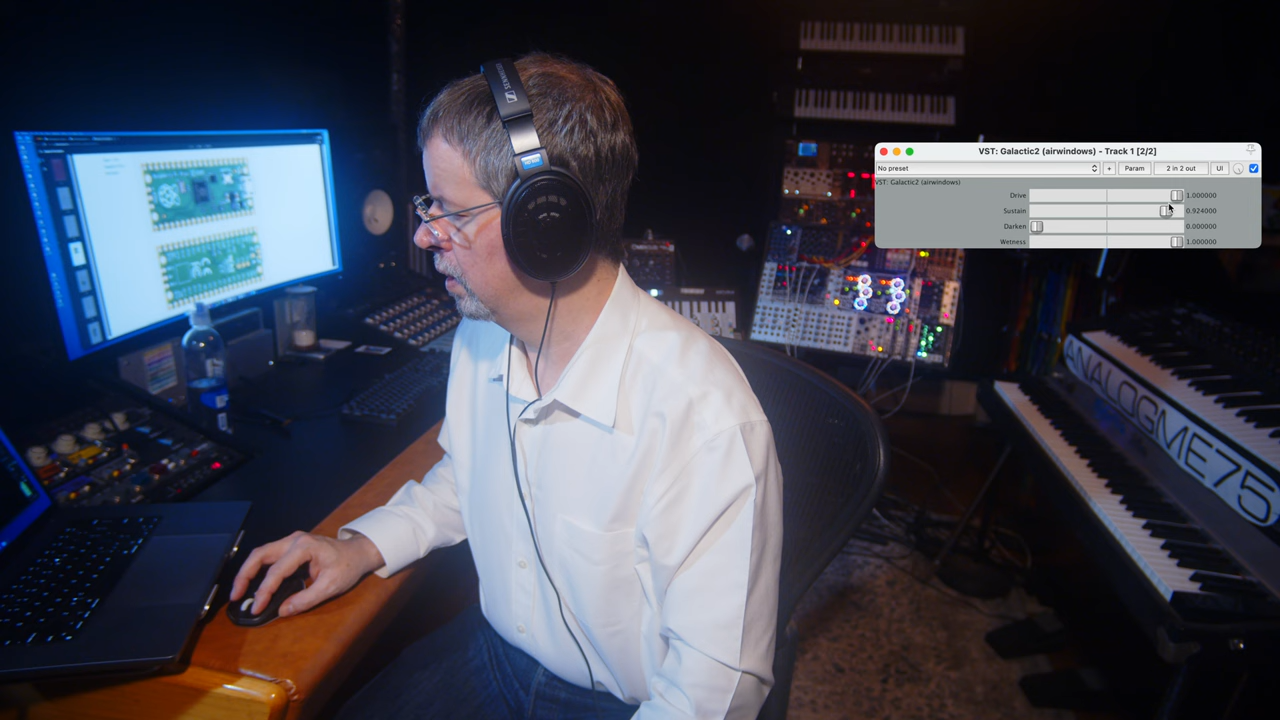 SENNHEISER
VST: Galactic2 (airwindows) - Track 1 [2/2]
No preset
+
Param
2 in 2 out
UI
VST: Galactic2 (airwindows)
Drive 1.000000
Sustain 0.924000
Darken 0.000000
Wetness 1.000000
ANALOGME75